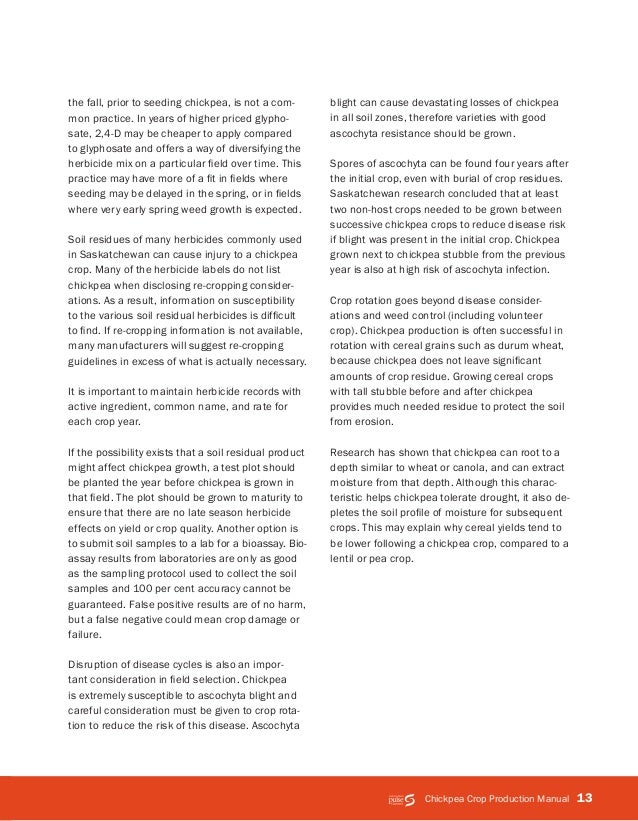 the fall, prior to seeding chickpea, is not a com-
mon practice. In years of higher priced glypho-
sate, 2,4-D may be cheaper to apply compared
to glyphosate and offers a way of diversifying the
herbicide mix on a particular field over time. This
practice may have more of a fit in fields where
seeding may be delayed in the spring, or in fields
where very early spring weed growth is expected.
Soil residues of many herbicides commonly used
in Saskatchewan can cause injury to a chickpea
crop. Many of the herbicide labels do not list
chickpea when disclosing re-cropping consider-
ations. As a result, information on susceptibility
to the various soil residual herbicides is difficult
to find. If re-cropping information is not available,
many manufacturers will suggest re-cropping
guidelines in excess of what is actually necessary.
It is important to maintain herbicide records with
active ingredient, common name, and rate for
each crop year.
If the possibility exists that a soil residual product
might affect chickpea growth, a test plot should
be planted the year before chickpea is grown in
that field. The plot should be grown to maturity to
ensure that there are no late season herbicide
effects on yield or crop quality. Another option is
to submit soil samples to a lab for a bioassay. Bio-
assay results from laboratories are only as good
as the sampling protocol used to collect the soil
samples and 100 per cent accuracy cannot be
guaranteed. False positive results are of no harm,
but a false negative could mean crop damage or
failure.
Disruption of disease cycles is also an impor-
tant consideration in field selection. Chickpea
is extremely susceptible to ascochyta blight and
careful consideration must be given to crop rota-
tion to reduce the risk of this disease. Ascochyta
blight can cause devastating losses of chickpea
in all soil zones, therefore varieties with good
ascochyta resistance should be grown.
Spores of ascochyta can be found four years after
the initial crop, even with burial of crop residues.
Saskatchewan research concluded that at least
two non-host crops needed to be grown between
successive chickpea crops to reduce disease risk
if blight was present in the initial crop. Chickpea
grown next to chickpea stubble from the previous
year is also at high risk of ascochyta infection.
Crop rotation goes beyond disease consider-
ations and weed control (including volunteer
crop). Chickpea production is often successful in
rotation with cereal grains such as durum wheat,
because chickpea does not leave significant
amounts of crop residue. Growing cereal crops
with tall stubble before and after chickpea
provides much needed residue to protect the soil
from erosion.
Research has shown that chickpea can root to a
depth similar to wheat or canola, and can extract
moisture from that depth. Although this charac-
teristic helps chickpea tolerate drought, it also de-
pletes the soil profile of moisture for subsequent
crops. This may explain why cereal yields tend to
be lower following a chickpea crop, compared to a
lentil or pea crop.
pulse
Chickpea Crop Production Manual 13